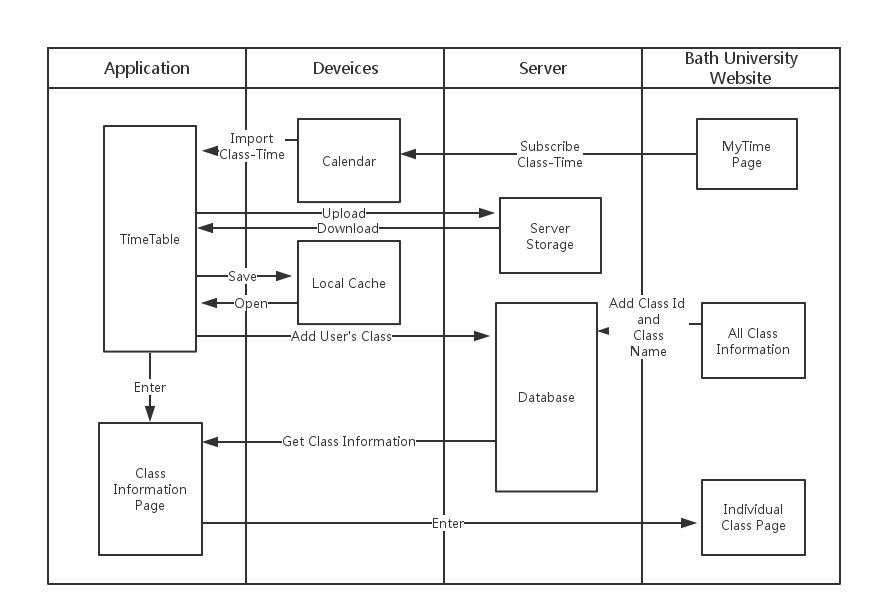 Application
Deveices
Server
Bath University
Website
Import
Class-Time
Calendar
Subscribe
Class-Time
MyTime
Page
TimeTable
Upload
Download
Server
Storage
Save
Local Cache
Open
Add User's Class
Add Class Id
and
Class
Name
All Class
Information
Enter
Database
Get Class Information
Class
Information
Page
Enter
Individual
Class Page